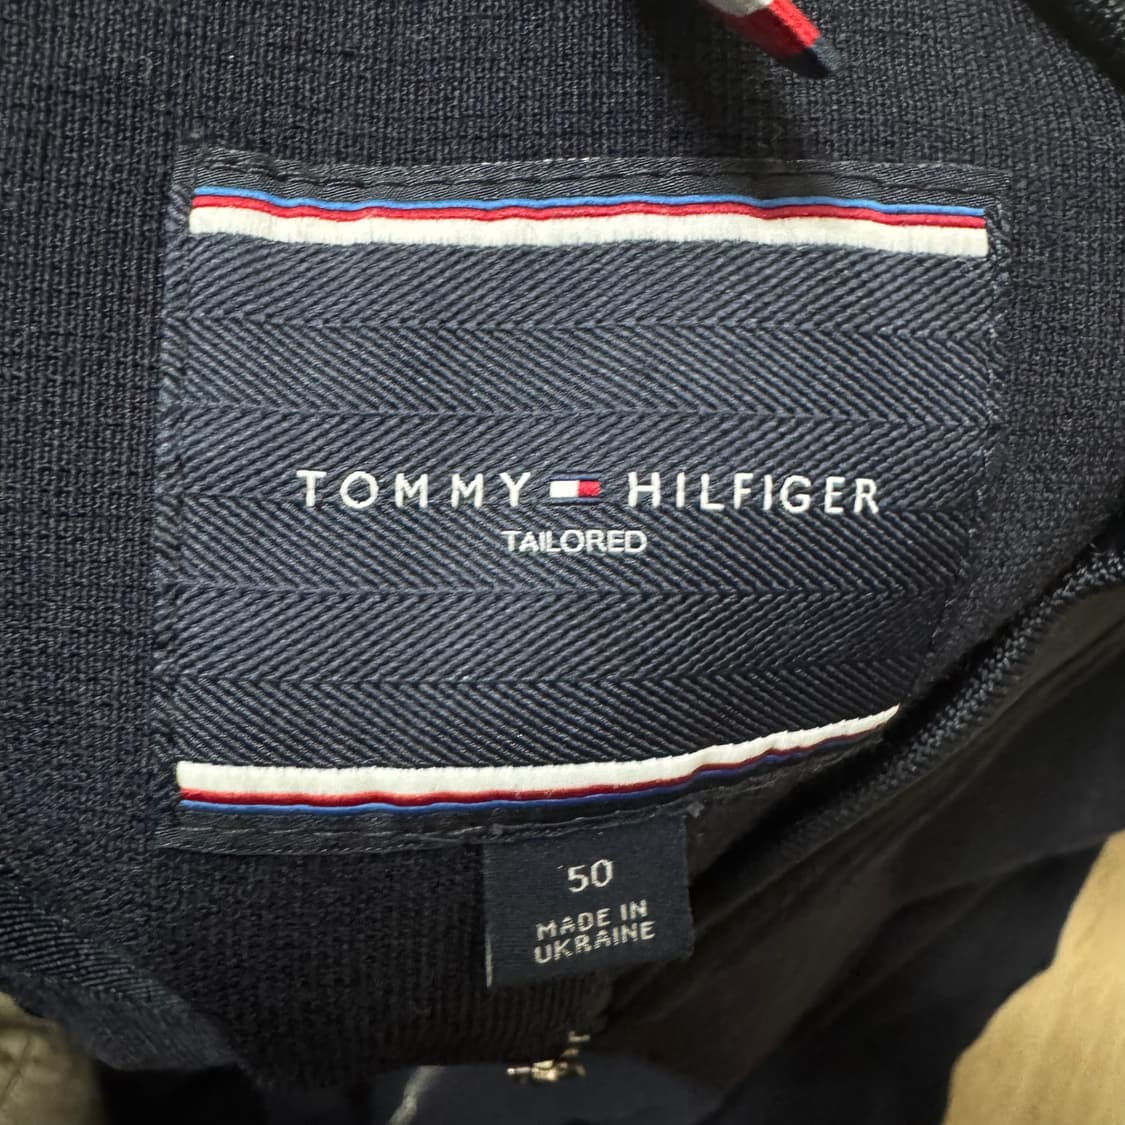 TOMMY HILFIGER
TAILORED
50
MADE IN
UKRAINE